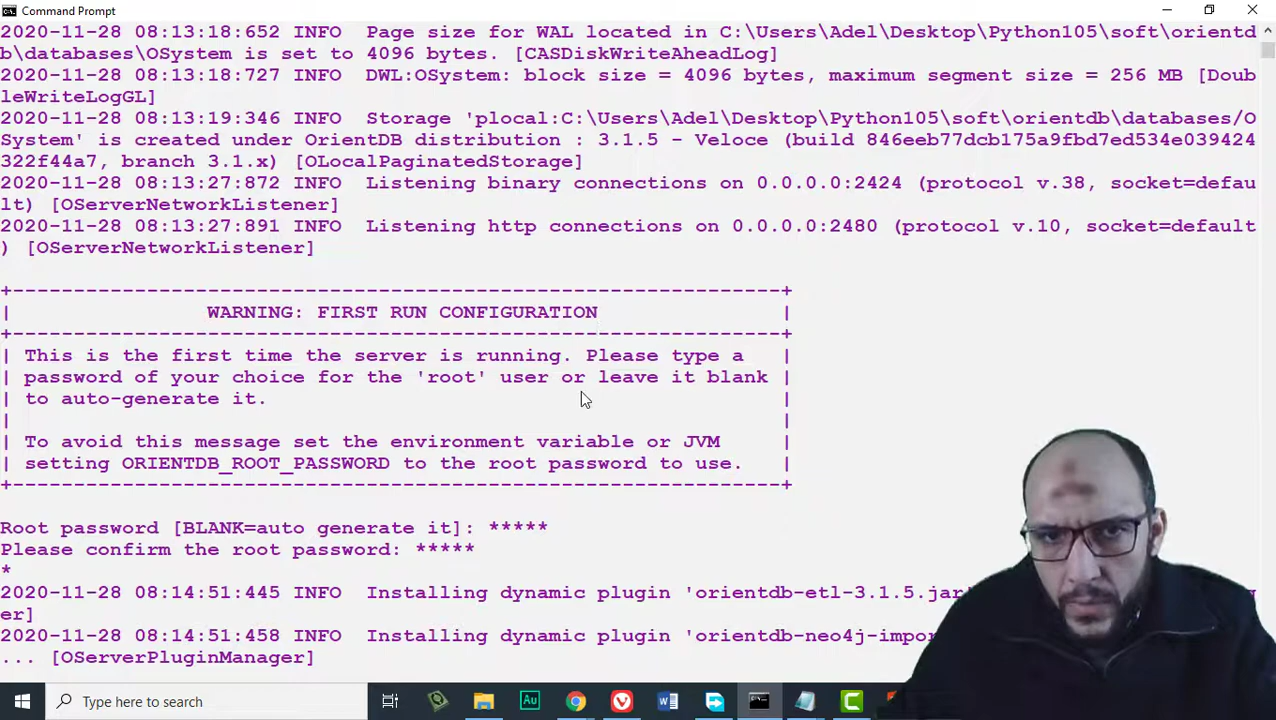 Command Prompt
2020-11-28 08:13:18:652 INFO  Page size for WAL located in C:\Users\Adel\Desktop\Python105\soft\orientd
b\databases\OSystem is set to 4096 bytes. [CASDiskWriteAheadLog]
2020-11-28 08:13:18:727 INFO  DWL:OSystem: block size = 4096 bytes, maximum segment size = 256 MB [Doub
leWriteLogGL]
2020-11-28 08:13:19:346 INFO  Storage 'plocal:C:\Users\Adel\Desktop\Python105\soft\orientdb\databases/O
System' is created under OrientDB distribution : 3.1.5 - Veloce (build 846eeb77dcb175a9fbd7ed534e039424
322f44a7, branch 3.1.x) [OLocalPaginatedStorage]
2020-11-28 08:13:27:872 INFO  Listening binary connections on 0.0.0.0:2424 (protocol v.38, socket=defau
lt) [OServerNetworkListener]
2020-11-28 08:13:27:891 INFO  Listening http connections on 0.0.0.0:2480 (protocol v.10, socket=default
) [OServerNetworkListener]
+---------------------------------------------------------------+
|                WARNING: FIRST RUN CONFIGURATION               |
+---------------------------------------------------------------+
| This is the first time the server is running. Please type a   |
| password of your choice for the 'root' user or leave it blank |
| to auto-generate it.                                          |
|                                                               |
| To avoid this message set the environment variable or JVM     |
| setting ORIENTDB_ROOT_PASSWORD to the root password to use.   |
+---------------------------------------------------------------+
Root password [BLANK=auto generate it]: *****
Please confirm the root password: *****
*
2020-11-28 08:14:51:445 INFO  Installing dynamic plugin 'orientdb-etl-3.1.5.jar
er]
2020-11-28 08:14:51:458 INFO  Installing dynamic plugin 'orientdb-neo4j-impor
... [OServerPluginManager]
Type here to search